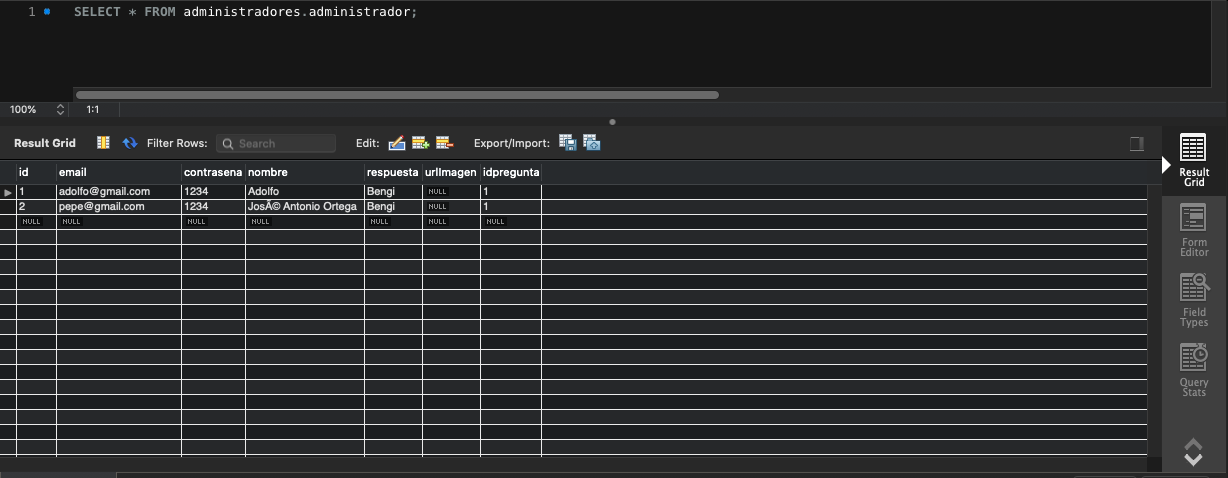 1 SELECT * FROM administradores.administrador;
100% 1:1
Result Grid Filter Rows: Search Edit: Export/Import:
id email contrasena nombre respuesta urlImagen idpregunta
1 adolfo@gmail.com 1234 Adolfo Bengi NULL 1
2 pepe@gmail.com 1234 JosÃ© Antonio Ortega Bengi NULL 1
NULL NULL NULL NULL NULL NULL NULL
Result
Grid
Form
Editor
Field
Types
Query
Stats